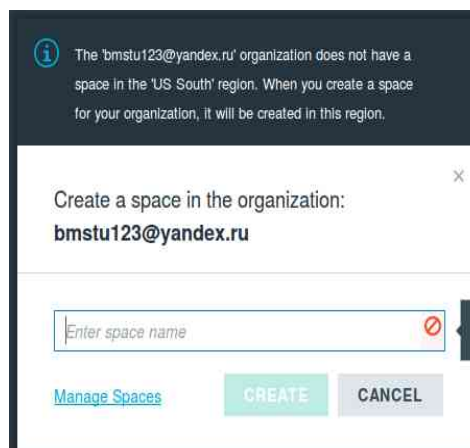 The 'bmstu123@yandex.ru' organization does not have a
space in the 'US South' region. When you create a space
for your organization, it will be created in this region.
Create a space in the organization:
bmstu123@yandex.ru
Enter space name
Manage Spaces
CREATE
CANCEL